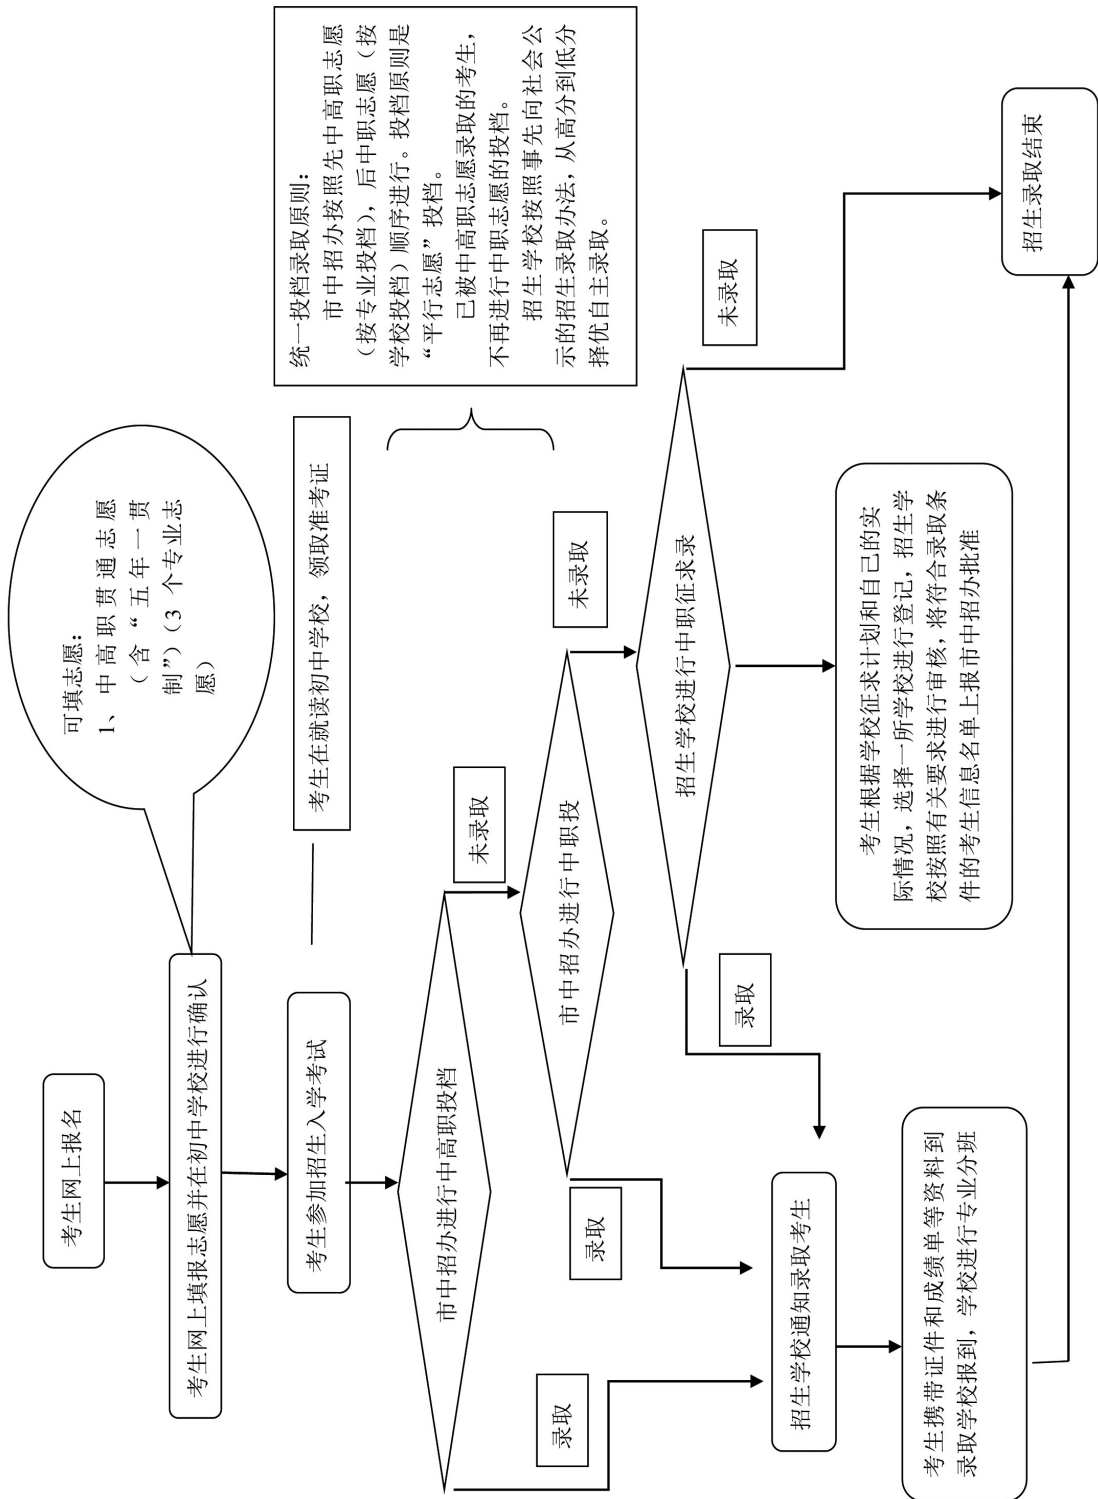 考生网上报名
可填志愿:
1、中高职贯通志愿
(含“五年一贯
制”)(3 个专业志
愿)
考生网上填报志愿并在初中学校进行确认
考生参加招生入学考试
考生在就读初中学校，领取准考证
统一投档录取原则:
市中招办按照先中高职志愿
(按专业投档)，后中职志愿（按
学校投档）顺序进行。投档原则是
“平行志愿”投档。
已被中高职志愿录取的考生，
不再进行中职志愿的投档。
招生学校按照事先向社会公
示的招生录取办法，从高分到低分
择优自主录取。
市中招办进行中高职投档
未录取
录取
市中招办进行中职投
未录取
录取
招生学校进行中职征求录
未录取
录取
招生学校通知录取考生
考生根据学校征求计划和自己的实
际情况，选择一所学校进行登记，招生学
校按照有关要求进行审核，将符合录取条
件的考生信息名单上报市中招办批准
考生携带证件和成绩单等资料到
录取学校报到，学校进行专业分班
招生录取结束